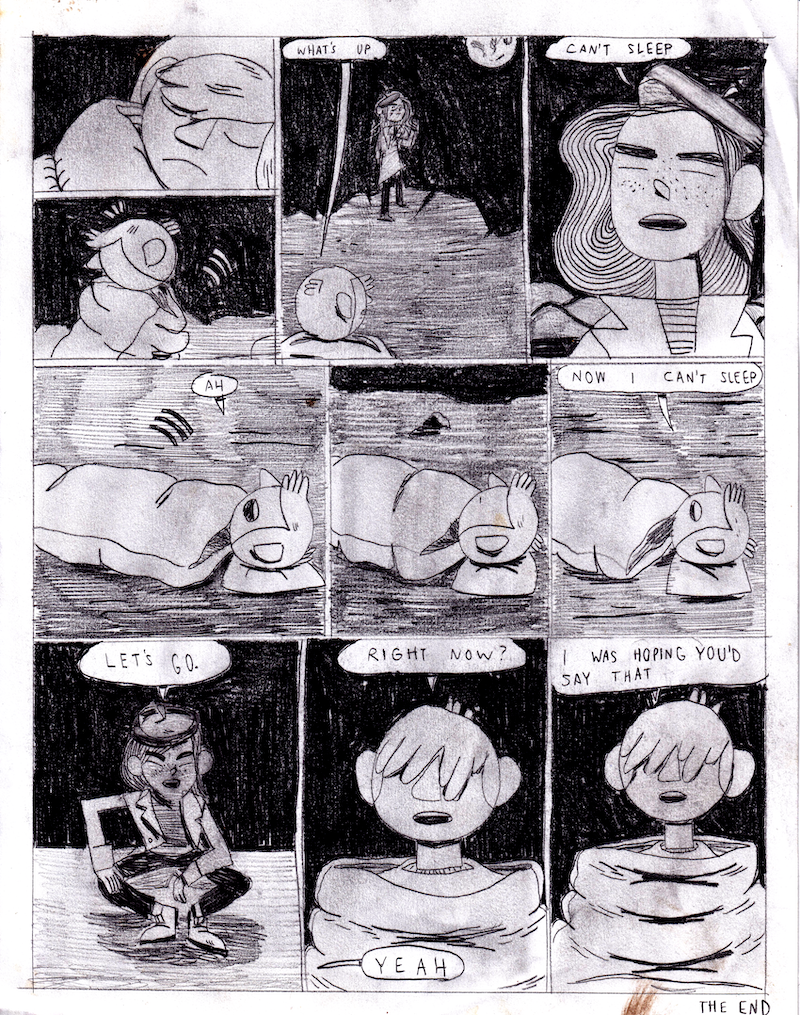 WHAT'S UP
CAN'T SLEEP
AH
NOW I CAN'T SLEEP
LET'S GO.
RIGHT NOW?
YEAH
I WAS HOPING YOU'D
SAY THAT
THE END